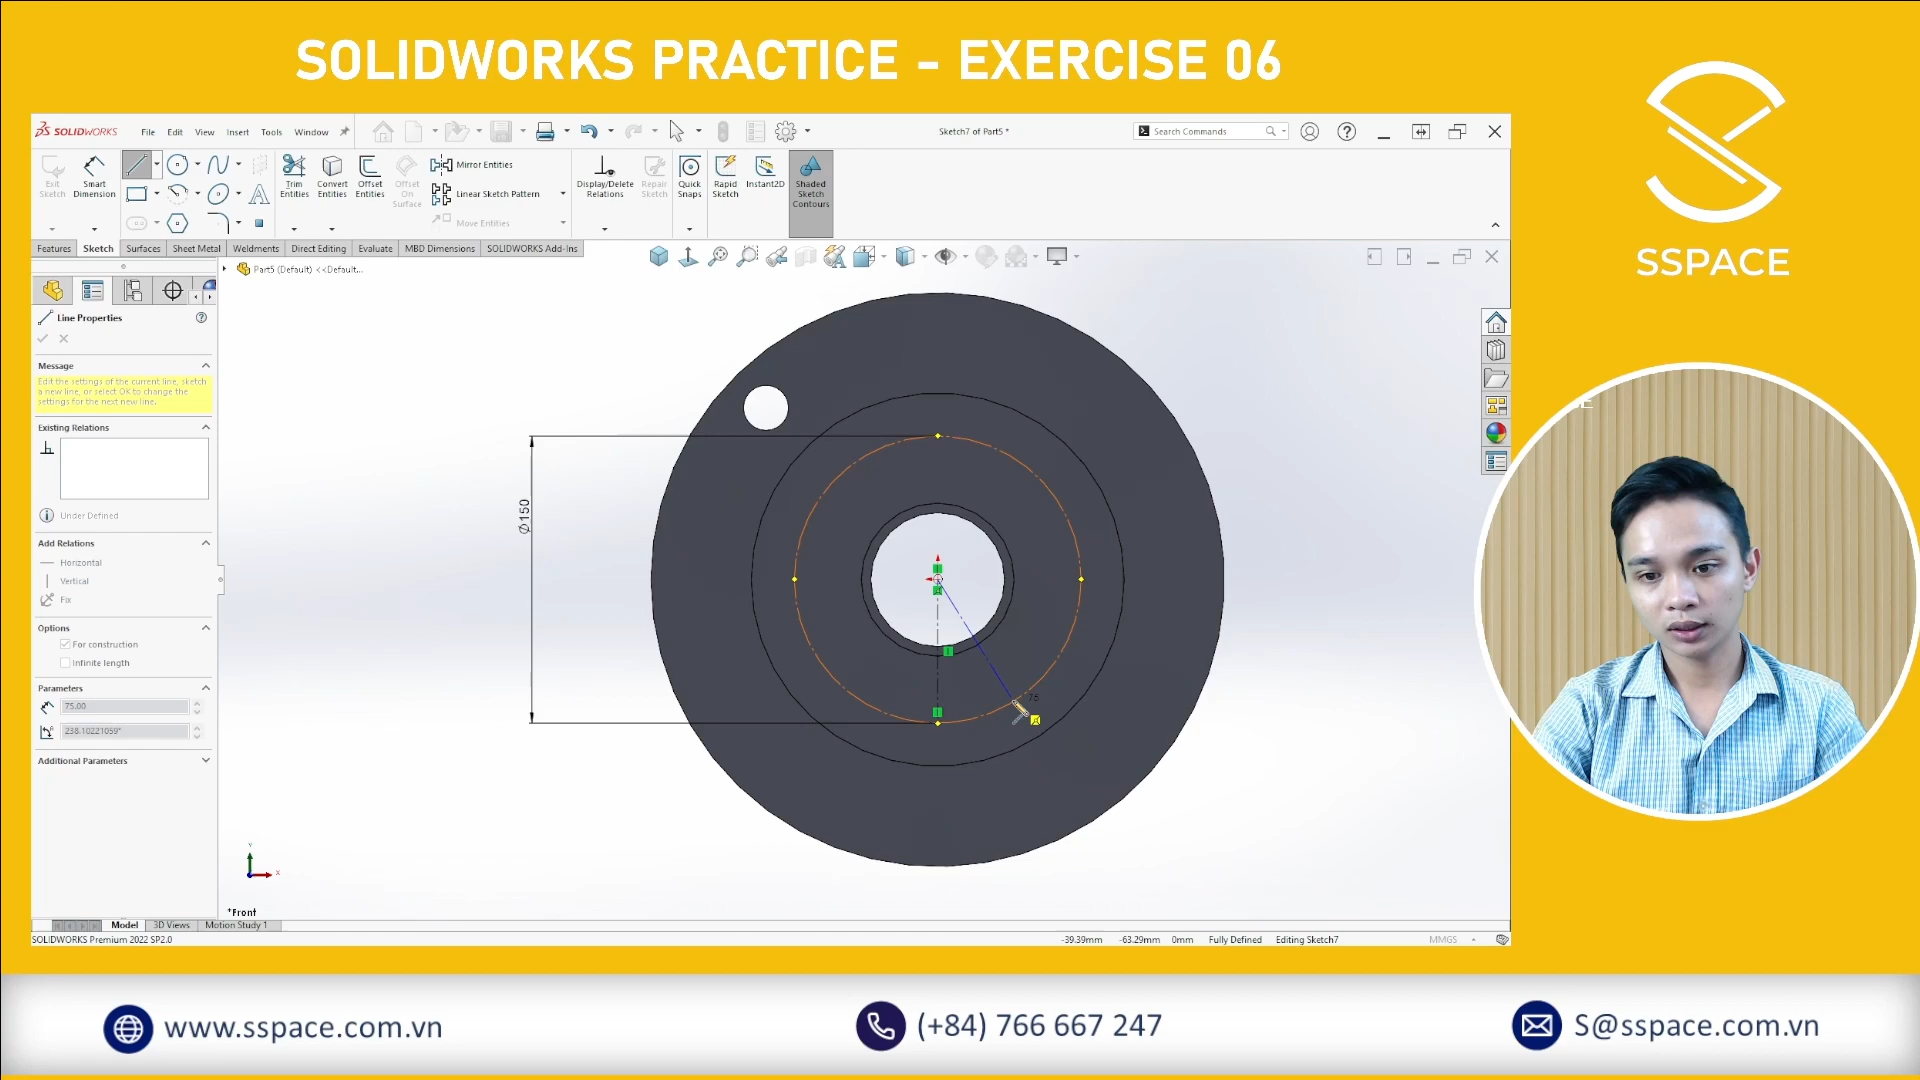 SOLIDWORKS PRACTICE - EXERCISE 06
SSPACE
SOLIDWORKS
File Edit View Insert Tools Window
Sketch7 of Part5 *
Search Commands
Exit Sketch
Smart Dimension
Trim Entities
Convert Entities
Offset Entities
Offset On Surface
Mirror Entities
Linear Sketch Pattern
Move Entities
Display/Delete Relations
Repair Sketch
Quick Snaps
Rapid Sketch
Instant2D
Shaded Sketch Contours
Features Sketch Surfaces Sheet Metal Weldments Direct Editing Evaluate MBD Dimensions SOLIDWORKS Add-Ins
Part5 (Default) <<Default...
Line Properties
Message
Edit the settings of the current line, sketch
a new line, or select OK to change the
settings for the next new line.
Existing Relations
Under Defined
Add Relations
Horizontal
Vertical
Fix
Options
For construction
Infinite length
Parameters
75.00
238.10221059°
Additional Parameters
∅150
75
Y
X
*Front
Model 3D Views Motion Study 1
SOLIDWORKS Premium 2022 SP2.0
-39.39mm -63.29mm 0mm Fully Defined Editing Sketch7 MMGS
www.sspace.com.vn
(+84) 766 667 247
S@sspace.com.vn